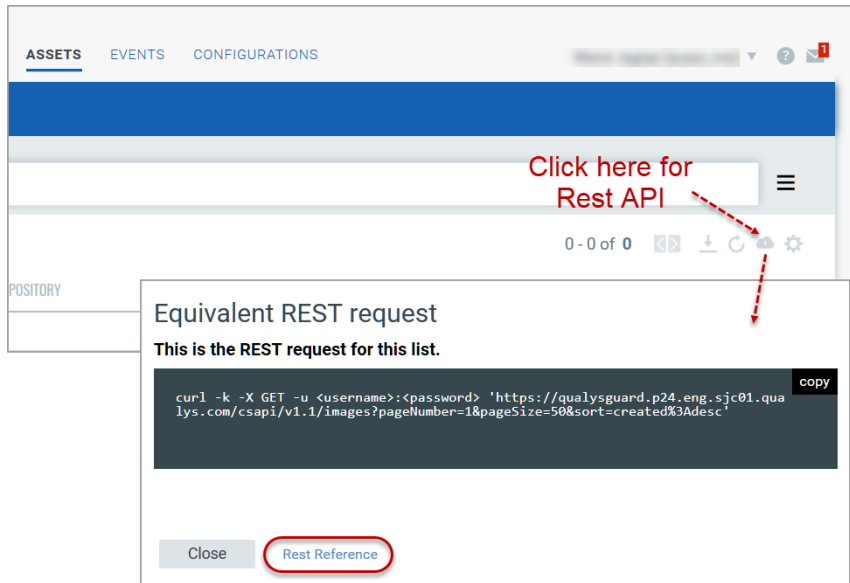 ASSETS EVENTS CONFIGURATIONS
?
1
Click here for
Rest API
0 - 0 of 0
POSITORY
Equivalent REST request
This is the REST request for this list.
copy
curl -k -X GET -u <username>:<password> 'https://qualysguard.p24.eng.sjc01.qua
lys.com/csapi/v1.1/images?pageNumber=1&pageSize=50&sort=created%3Adesc'
Close Rest Reference